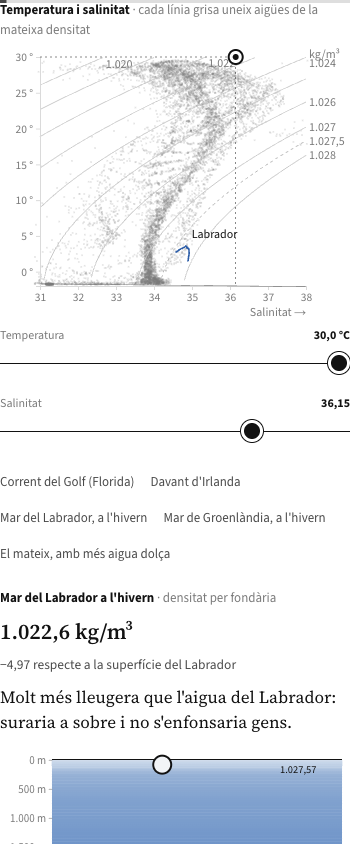 Temperatura i salinitat · cada línia grisa uneix aigües de la
mateixa densitat
kg/m³
30 °
1.020
1.022
1.024
25 °
1.026
20 °
1.027
1.027,5
15 °
1.028
10 °
5 °
Labrador
0 °
31 32 33 34 35 36 37 38
Salinitat →
Temperatura 30,0 °C
Salinitat 36,15
Corrent del Golf (Florida) Davant d'Irlanda
Mar del Labrador, a l'hivern Mar de Groenlàndia, a l'hivern
El mateix, amb més aigua dolça
Mar del Labrador a l'hivern · densitat per fondària
1.022,6 kg/m³
−4,97 respecte a la superfície del Labrador
Molt més lleugera que l'aigua del Labrador:
suraria a sobre i no s'enfonsaria gens.
0 m
1.027,57
500 m
1.000 m